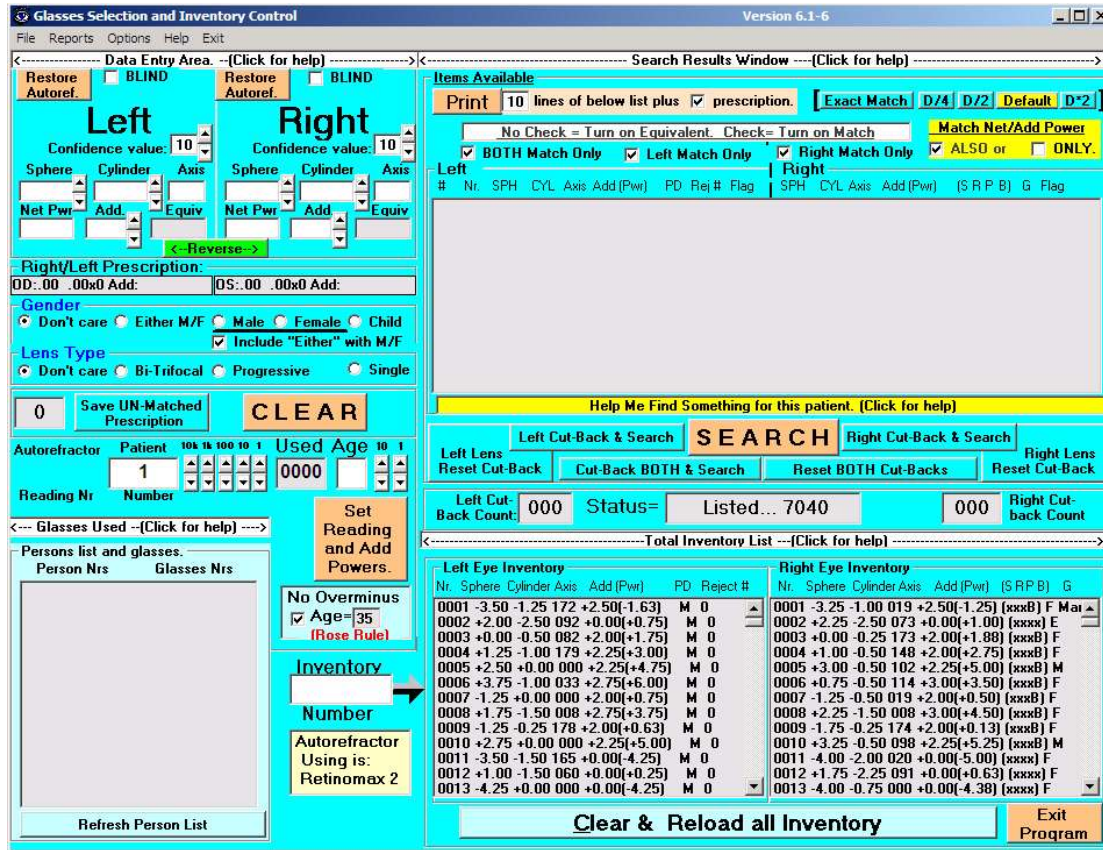 Glasses Selection and Inventory Control Version 6.1-6
File Reports Options Help Exit
<--------------- Data Entry Area. --(Click for help) --------------->
Restore Autoref. BLIND Restore Autoref. BLIND
Left Right
Confidence value: 10 Confidence value: 10
Sphere Cylinder Axis Sphere Cylinder Axis
Net Pwr Add. Equiv Net Pwr Add. Equiv
<--Reverse-->
Right/Left Prescription:
OD:.00 .00x0 Add: OS:.00 .00x0 Add:
Gender
Don't care Either M/F Male Female Child
Include "Either" with M/F
Lens Type
Don't care Bi-Trifocal Progressive Single
0 Save UN-Matched Prescription CLEAR
Autorefractor Reading Nr
Patient Number 1
10k 1k 100 10 1
Used 0000
Age 10 1
Set Reading and Add Powers.
<--- Glasses Used --(Click for help) ---->
Persons list and glasses.
Person Nrs Glasses Nrs
No Overminus
Age= 35
(Rose Rule)
Inventory
Number
Autorefractor
Using is:
Retinomax 2
Refresh Person List
<--------------- Search Results Window ----(Click for help) --------------->
Items Available
Print 10 lines of below list plus prescription. [ Exact Match D/4 D/2 Default D*2 ]
No Check = Turn on Equivalent. Check= Turn on Match
Match Net/Add Power
BOTH Match Only Left Match Only Right Match Only ALSO or ONLY.
Left Right
# Nr. SPH CYL Axis Add (Pwr) PD Rej # Flag SPH CYL Axis Add (Pwr) (S R P B) G Flag
Help Me Find Something for this patient. (Click for help)
Left Cut-Back & Search SEARCH Right Cut-Back & Search
Left Lens Reset Cut-Back Cut-Back BOTH & Search Reset BOTH Cut-Backs Right Lens Reset Cut-Back
Left Cut-Back Count: 000 Status= Listed... 7040 000 Right Cut-back Count
<--------------- Total Inventory List ---(Click for help) --------------->
Left Eye Inventory
Nr. Sphere Cylinder Axis Add (Pwr) PD Reject #
0001 -3.50 -1.25 172 +2.50(-1.63) M 0
0002 +2.00 -2.50 092 +0.00(+0.75) M 0
0003 +0.00 -0.50 082 +2.00(+1.75) M 0
0004 +1.25 -1.00 179 +2.25(+3.00) M 0
0005 +2.50 +0.00 000 +2.25(+4.75) M 0
0006 +3.75 -1.00 033 +2.75(+6.00) M 0
0007 -1.25 +0.00 000 +2.00(+0.75) M 0
0008 +1.75 -1.50 008 +2.75(+3.75) M 0
0009 -1.25 -0.25 178 +2.00(+0.63) M 0
0010 +2.75 +0.00 000 +2.25(+5.00) M 0
0011 -3.50 -1.50 165 +0.00(-4.25) M 0
0012 +1.00 -1.50 060 +0.00(+0.25) M 0
0013 -4.25 +0.00 000 +0.00(-4.25) M 0
Right Eye Inventory
Nr. Sphere Cylinder Axis Add (Pwr) (S R P B) G
0001 -3.25 -1.00 019 +2.50(-1.25) (xxxB) F
0002 +2.25 -2.50 073 +0.00(+1.00) (xxxx) E
0003 +0.00 -0.25 173 +2.00(+1.88) (xxxB) F
0004 +1.00 -0.50 148 +2.00(+2.75) (xxxB) F
0005 +3.00 -0.50 102 +2.25(+5.00) (xxxB) M
0006 +0.75 -0.50 114 +3.00(+3.50) (xxxB) F
0007 -1.25 -0.50 019 +2.00(+0.50) (xxxB) F
0008 +2.25 -1.50 008 +3.00(+4.50) (xxxB) F
0009 -1.75 -0.25 174 +2.00(+0.13) (xxxB) F
0010 +3.25 -0.50 098 +2.25(+5.25) (xxxB) M
0011 -4.00 -2.00 020 +0.00(-5.00) (xxxx) F
0012 +1.75 -2.25 091 +0.00(+0.63) (xxxx) F
0013 -4.00 -0.75 000 +0.00(-4.38) (xxxx) F
Clear & Reload all Inventory
Exit Program